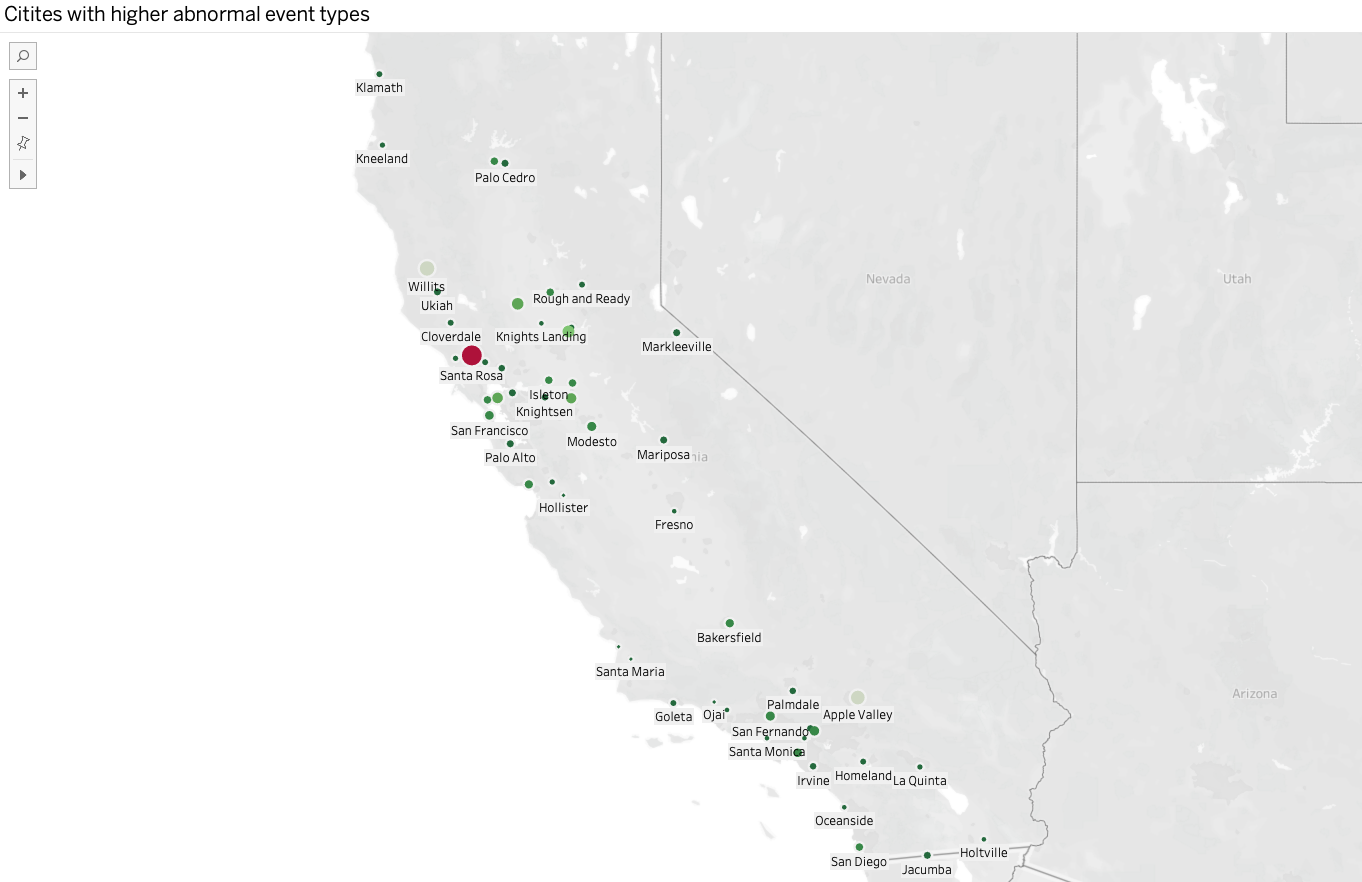 Citites with higher abnormal event types
Klamath
Kneeland
Palo Cedro
Nevada
Utah
Willits
Rough and Ready
Ukiah
Cloverdale
Knights Landing
Markleeville
Santa Rosa
Isleton
Knightsen
San Francisco
Modesto
Palo Alto
Mariposa
nia
Hollister
Fresno
Bakersfield
Santa Maria
Arizona
Palmdale
Goleta
Ojai
Apple Valley
San Fernando
Santa Monica
Irvine
Homeland
La Quinta
Oceanside
Holtville
San Diego
Jacumba